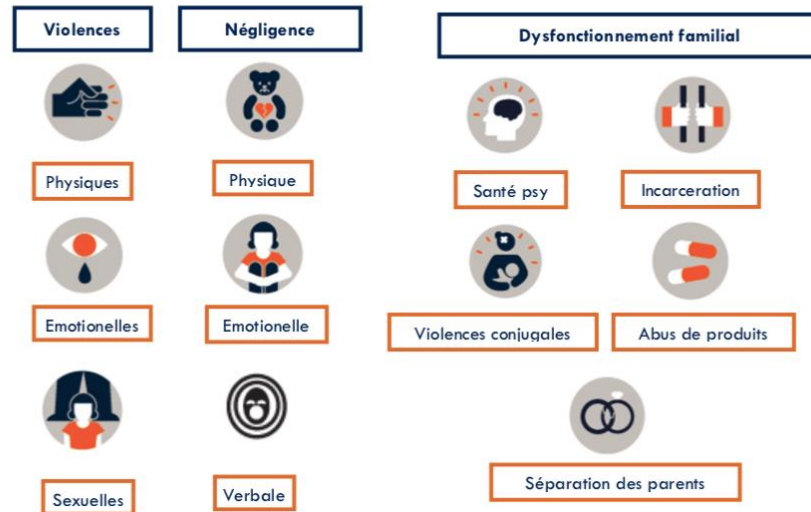 Violences
Négligence
Dysfonctionnement familial
Physiques
Physique
Santé psy
Incarceration
Emotionelles
Emotionelle
Violences conjugales
Abus de produits
Sexuelles
Verbale
Séparation des parents